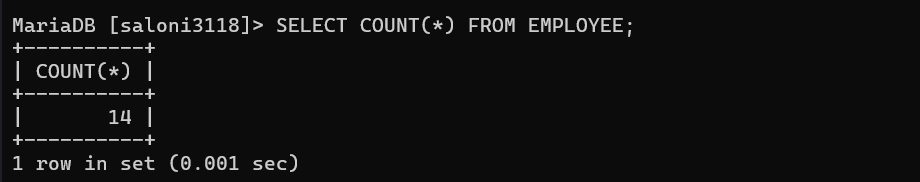 MariaDB [saloni3118]> SELECT COUNT(*) FROM EMPLOYEE;
+----------+
| COUNT(*) |
+----------+
|       14 |
+----------+
1 row in set (0.001 sec)